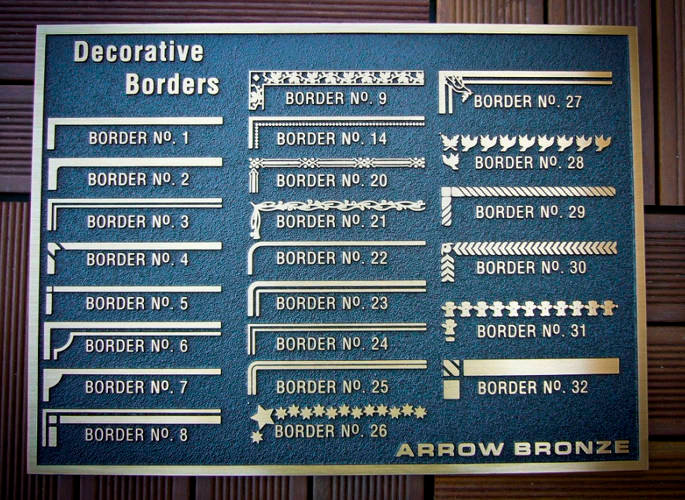 Decorative
Borders
BORDER Nº. 1
BORDER Nº. 2
BORDER Nº. 3
BORDER Nº. 4
BORDER Nº. 5
BORDER Nº. 6
BORDER Nº. 7
BORDER Nº. 8
BORDER Nº. 9
BORDER Nº. 14
BORDER Nº. 20
BORDER Nº. 21
BORDER Nº. 22
BORDER Nº. 23
BORDER Nº. 24
BORDER Nº. 25
BORDER Nº. 26
BORDER Nº. 27
BORDER Nº. 28
BORDER Nº. 29
BORDER Nº. 30
BORDER Nº. 31
BORDER Nº. 32
ARROW BRONZE